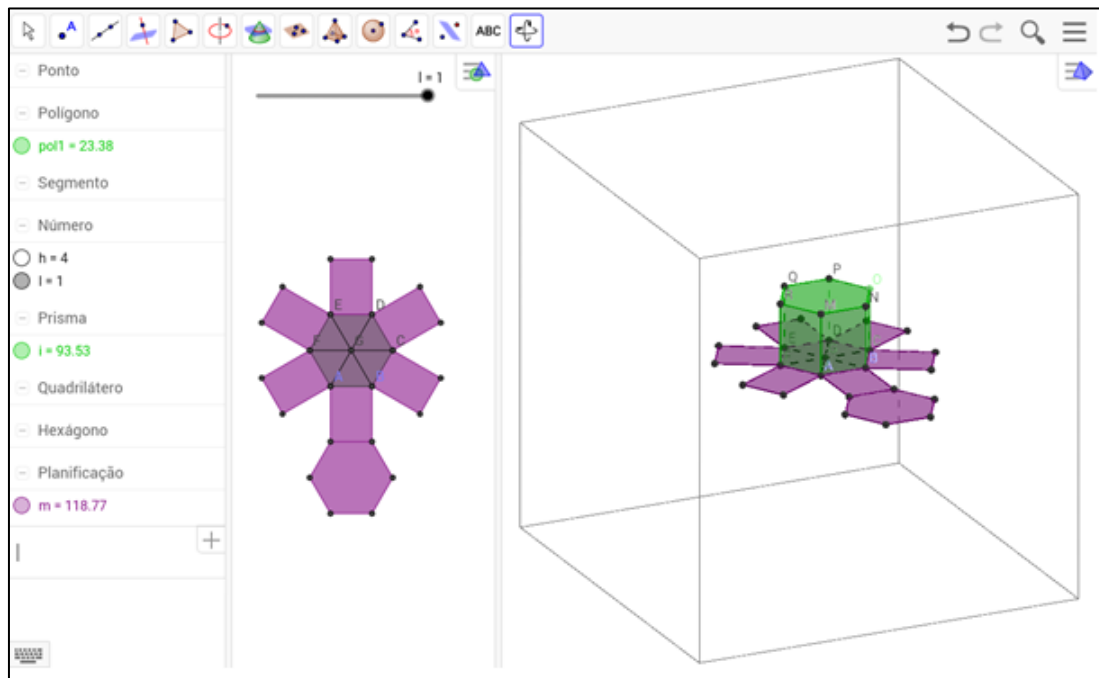 ABC
A
Ponto
Polígono
pol1 = 23.38
Segmento
Número
h = 4
l = 1
Prisma
i = 93.53
Quadrilátero
Hexágono
Planificação
m = 118.77
l = 1
E
D
F
G
C
A
B
Q
P
O
R
M
N
E
D
A
B